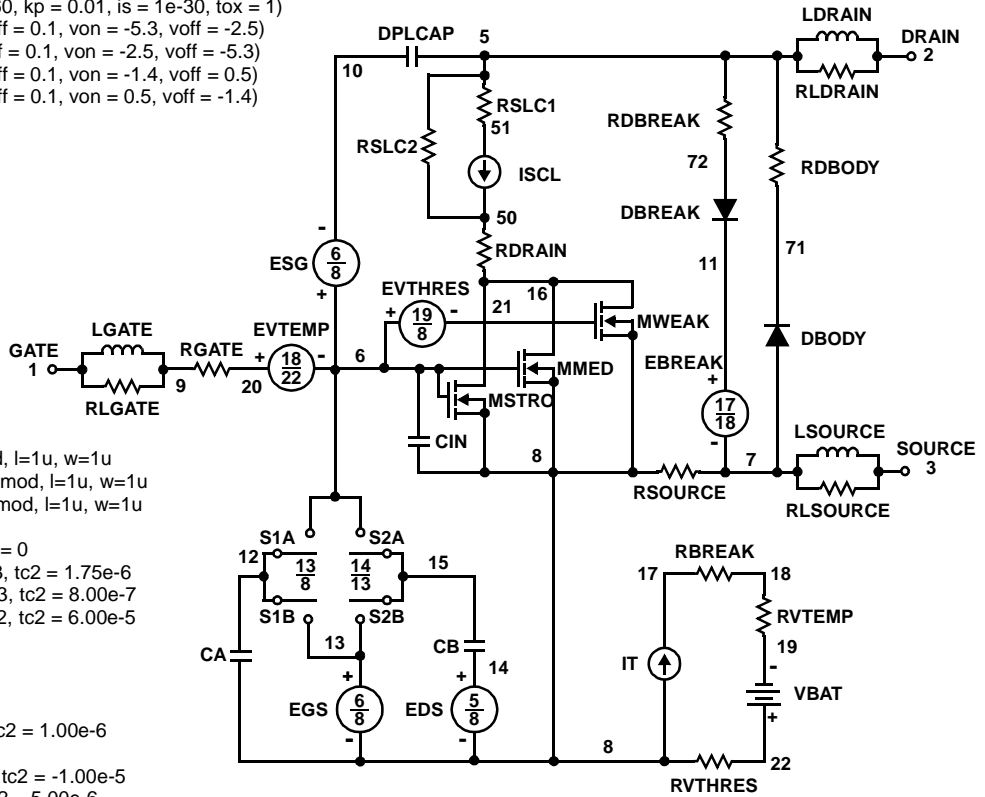 60, kp = 0.01, is = 1e-30, tox = 1)
ff = 0.1, von = -5.3, voff = -2.5)
f = 0.1, von = -2.5, voff = -5.3)
ff = 0.1, von = -1.4, voff = 0.5)
ff = 0.1, von = 0.5, voff = -1.4)
LDRAIN
DPLCAP
5
DRAIN
2
10
RLDRAIN
RSLC1
51
RDBREAK
RSLC2
72
RDBODY
ISCL
DBREAK
50
-
RDRAIN
71
ESG
6
8
11
+
EVTHRES
16
+
19
8
-
21
MWEAK
LGATE
EVTEMP
DBODY
GATE
1
RGATE
+
18
22
-
6
MMED
EBREAK
+
9
20
MSTRO
17
18
RLGATE
LSOURCE
CIN
-
SOURCE
8
7
3
d, l=1u, w=1u
mod, l=1u, w=1u
RSOURCE
mod, l=1u, w=1u
RLSOURCE
= 0
S1A
S2A
RBREAK
12
13
8
14
13
15
17
18
3, tc2 = 1.75e-6
3, tc2 = 8.00e-7
2, tc2 = 6.00e-5
S1B
S2B
RVTEMP
13
CB
19
CA
IT
-
14
+
+
VBAT
EGS
6
8
EDS
5
8
+
c2 = 1.00e-6
-
-
8
22
tc2 = -1.00e-5
RVTHRES